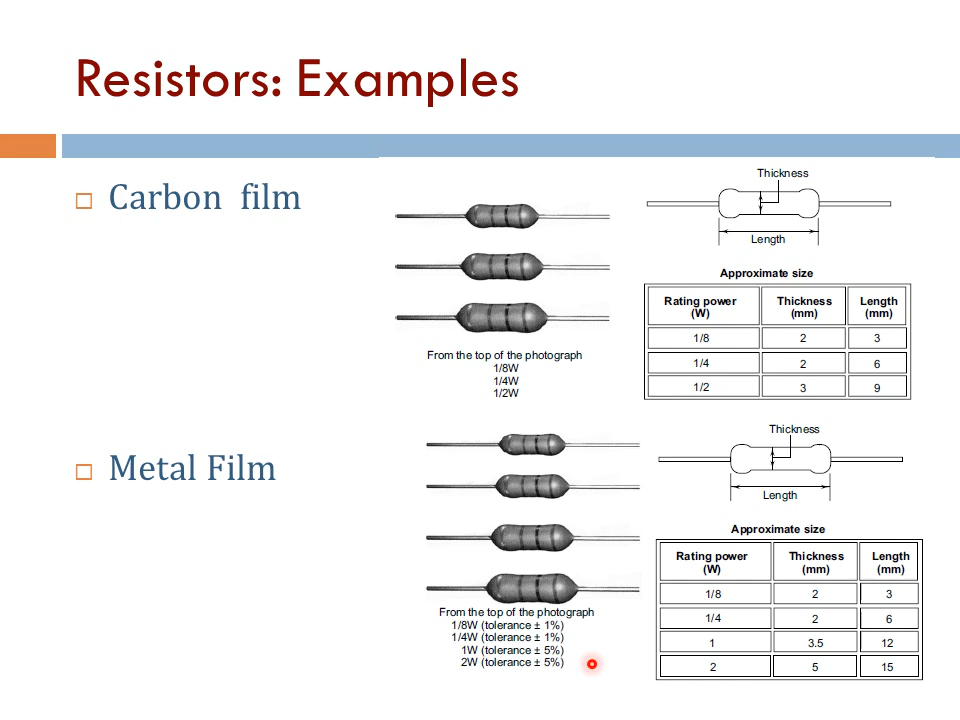 Resistors: Examples
Carbon film
Thickness
Length
Approximate size
Rating power (W) Thickness (mm) Length (mm)
1/8 2 3
1/4 2 6
1/2 3 9
From the top of the photograph
1/8W
1/4W
1/2W
Metal Film
Thickness
Length
Approximate size
Rating power (W) Thickness (mm) Length (mm)
1/8 2 3
1/4 2 6
1 3.5 12
2 5 15
From the top of the photograph
1/8W (tolerance ± 1%)
1/4W (tolerance ± 1%)
1W (tolerance ± 5%)
2W (tolerance ± 5%)